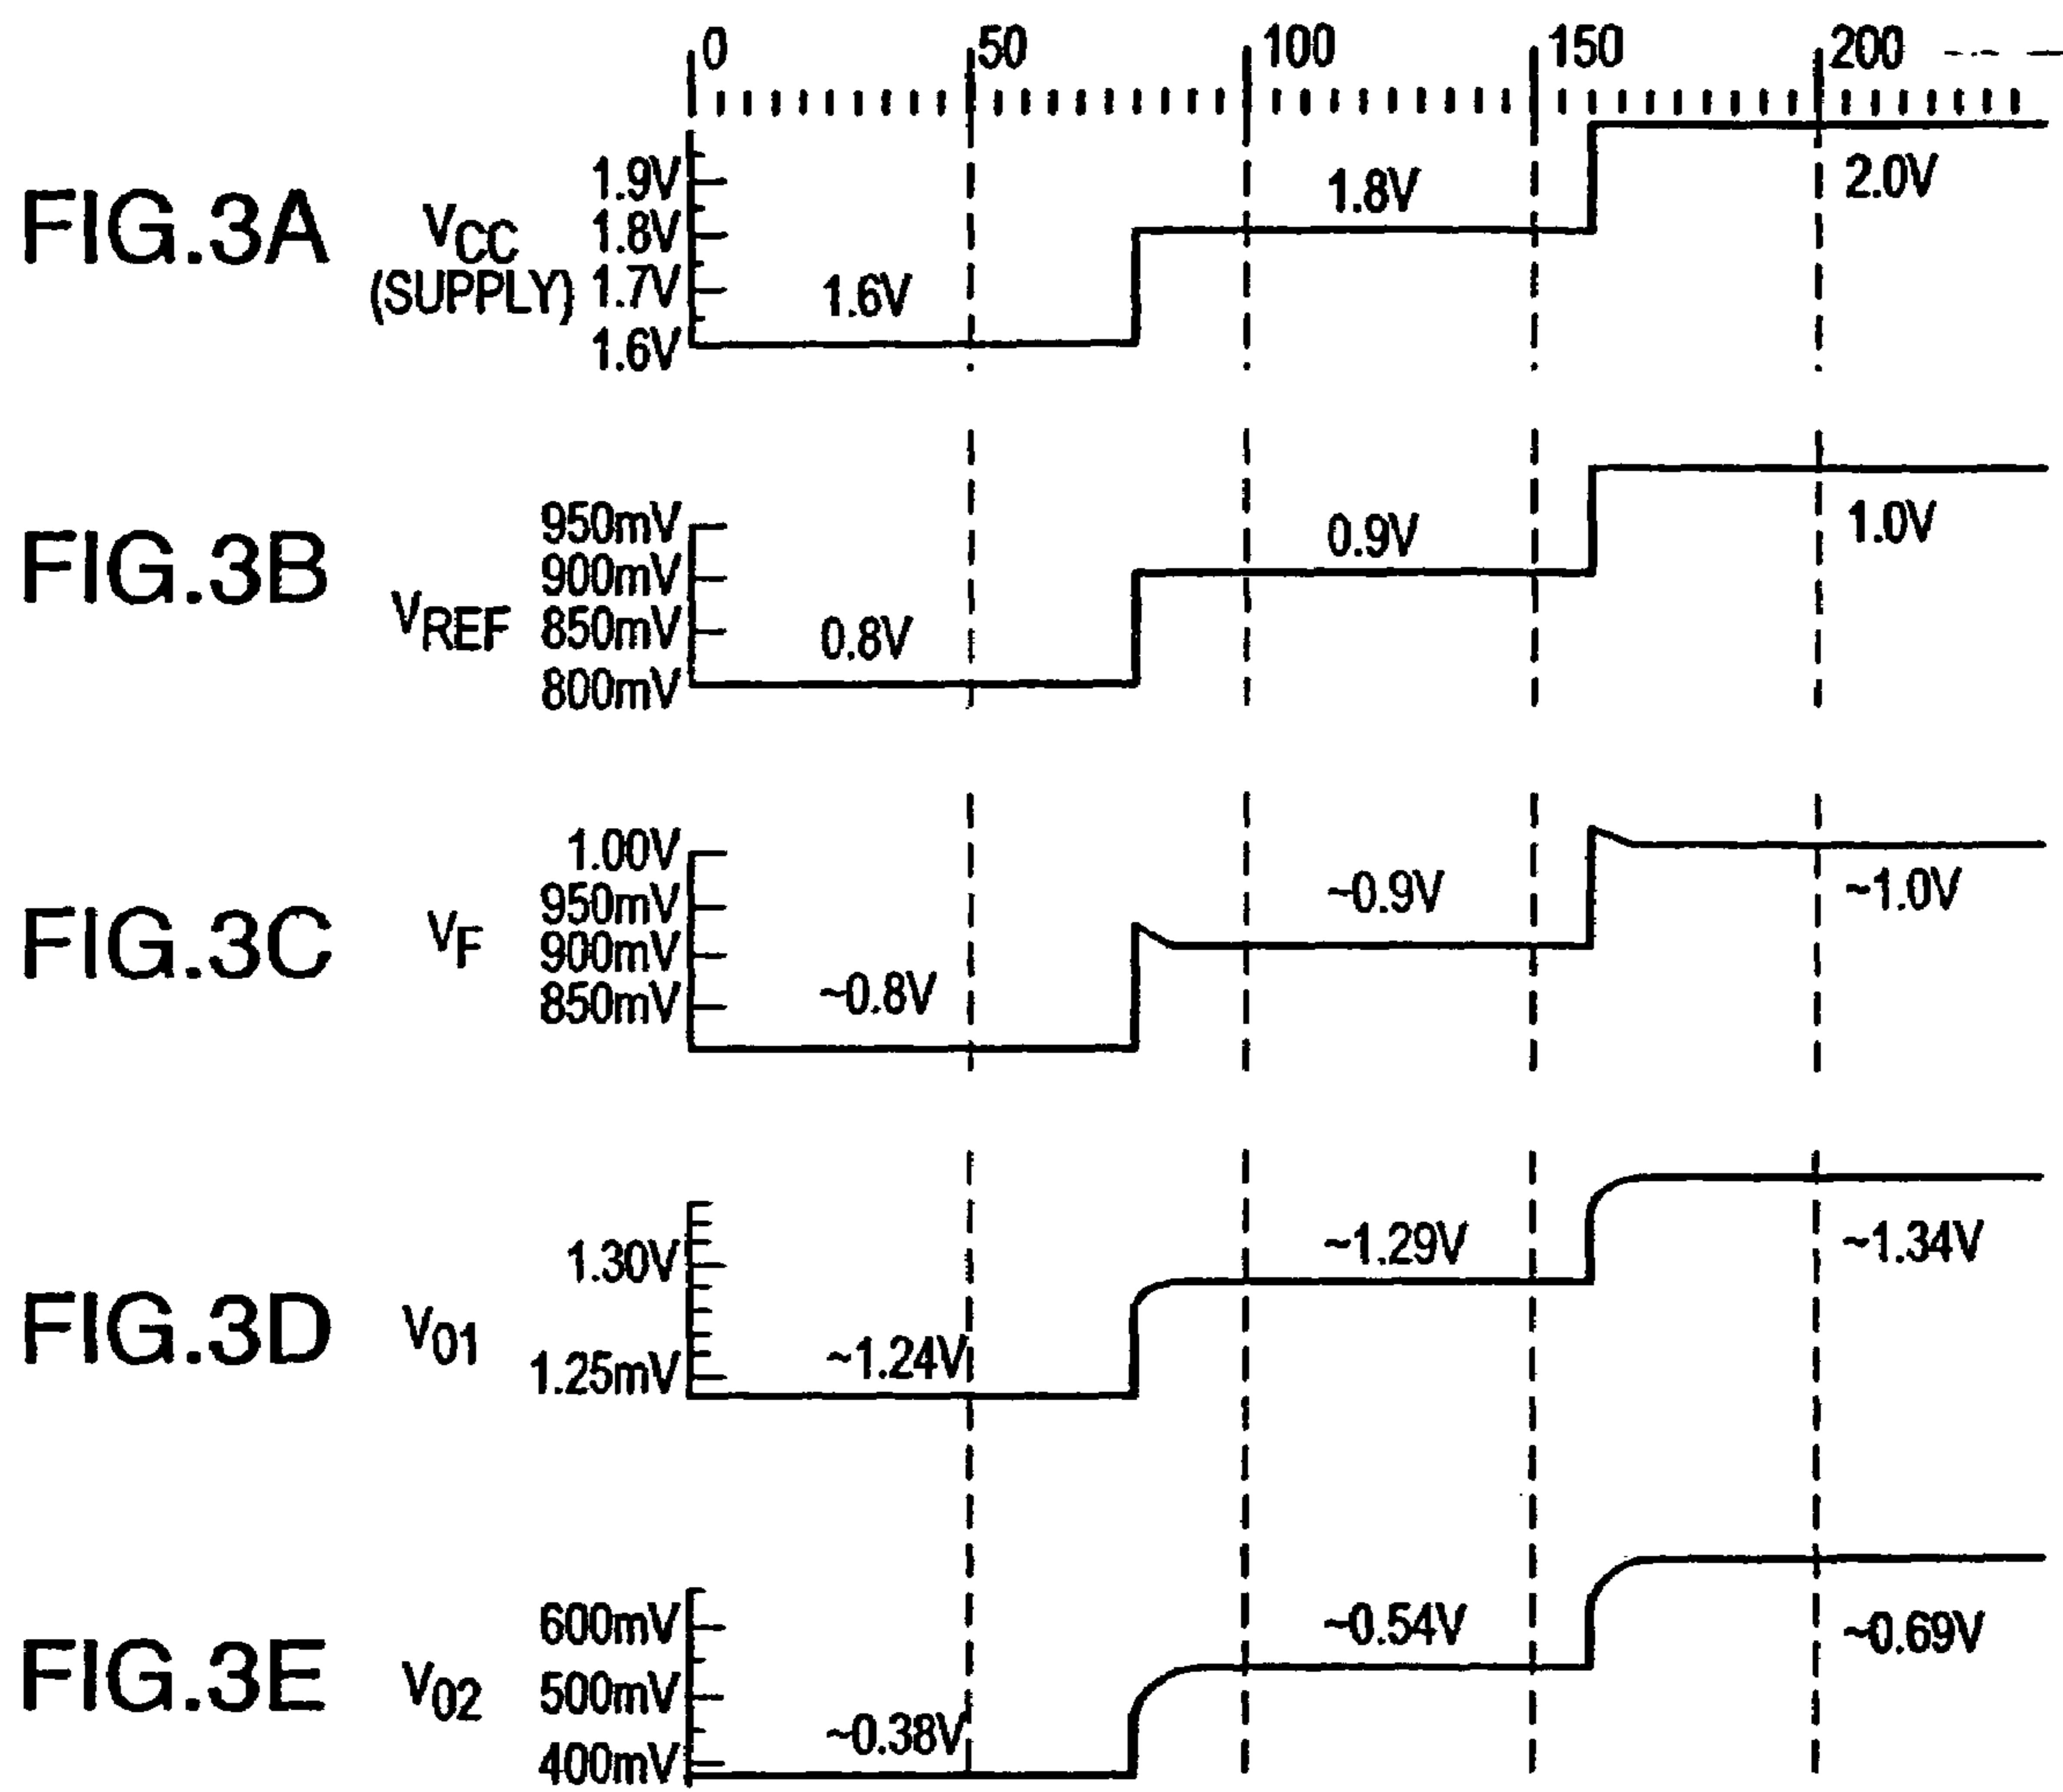 0 50 100 150 200
FIG.3A
VCC
(SUPPLY)
1.9V
1.8V
1.7V
1.6V
1.6V
1.8V
2.0V
FIG.3B
VREF
950mV
900mV
850mV
800mV
0.8V
0.9V
1.0V
FIG.3C
VF
1.00V
950mV
900mV
850mV
~0.8V
~0.9V
~1.0V
FIG.3D
V01
1.30V
1.25mV
~1.24V
~1.29V
~1.34V
FIG.3E
V02
600mV
500mV
400mV
~0.38V
~0.54V
~0.69V